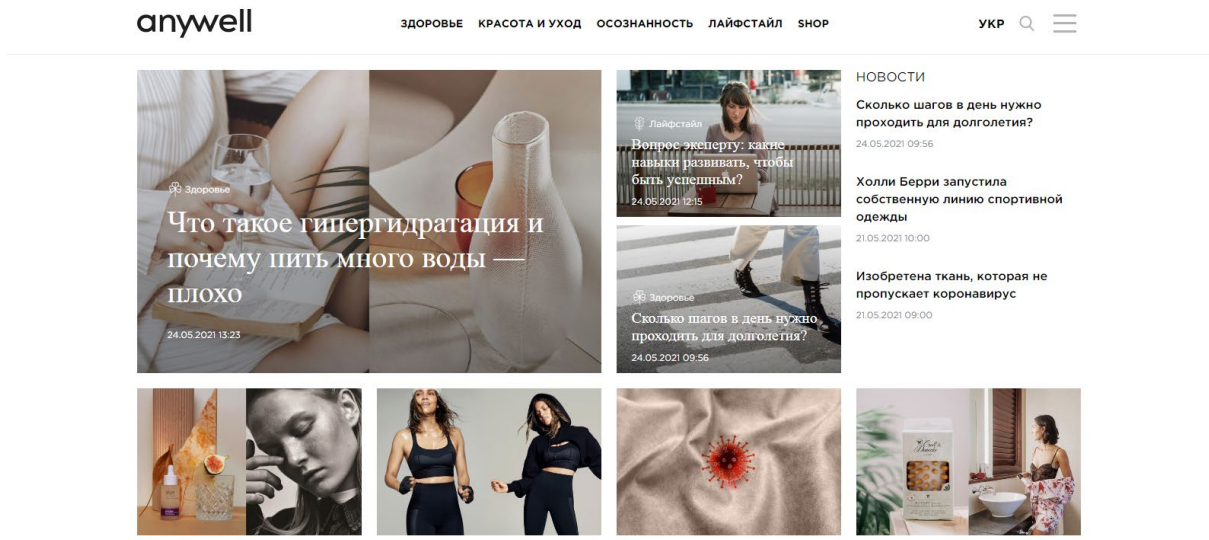 anywell
ЗДОРОВЬЕ КРАСОТА И УХОД ОСОЗНАННОСТЬ ЛАЙФСТАЙЛ SHOP
УКР
Здоровье
Что такое гипергидратация и
почему пить много воды —
плохо
24.05.2021 13:23
Лайфстайл
Вопрос эксперту: какие
навыки развивать, чтобы
быть успешным?
24.05.2021 12:15
Здоровье
Сколько шагов в день нужно
проходить для долголетия?
24.05.2021 09:56
НОВОСТИ
Сколько шагов в день нужно
проходить для долголетия?
24.05.2021 09:56
Холли Берри запустила
собственную линию спортивной
одежды
21.05.2021 10:00
Изобретена ткань, которая не
пропускает коронавирус
21.05.2021 09:00